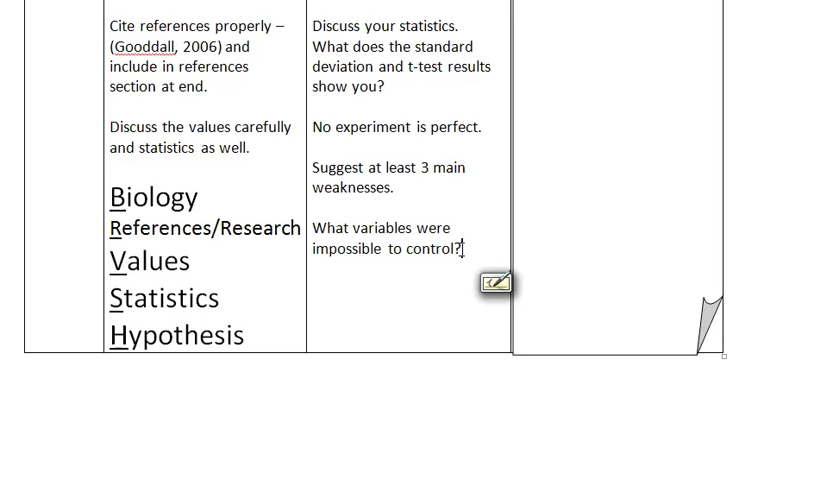 Cite references properly –
(Gooddall, 2006) and
include in references
section at end.
Discuss the values carefully
and statistics as well.
Biology
References/Research
Values
Statistics
Hypothesis
Discuss your statistics.
What does the standard
deviation and t-test results
show you?
No experiment is perfect.
Suggest at least 3 main
weaknesses.
What variables were
impossible to control?